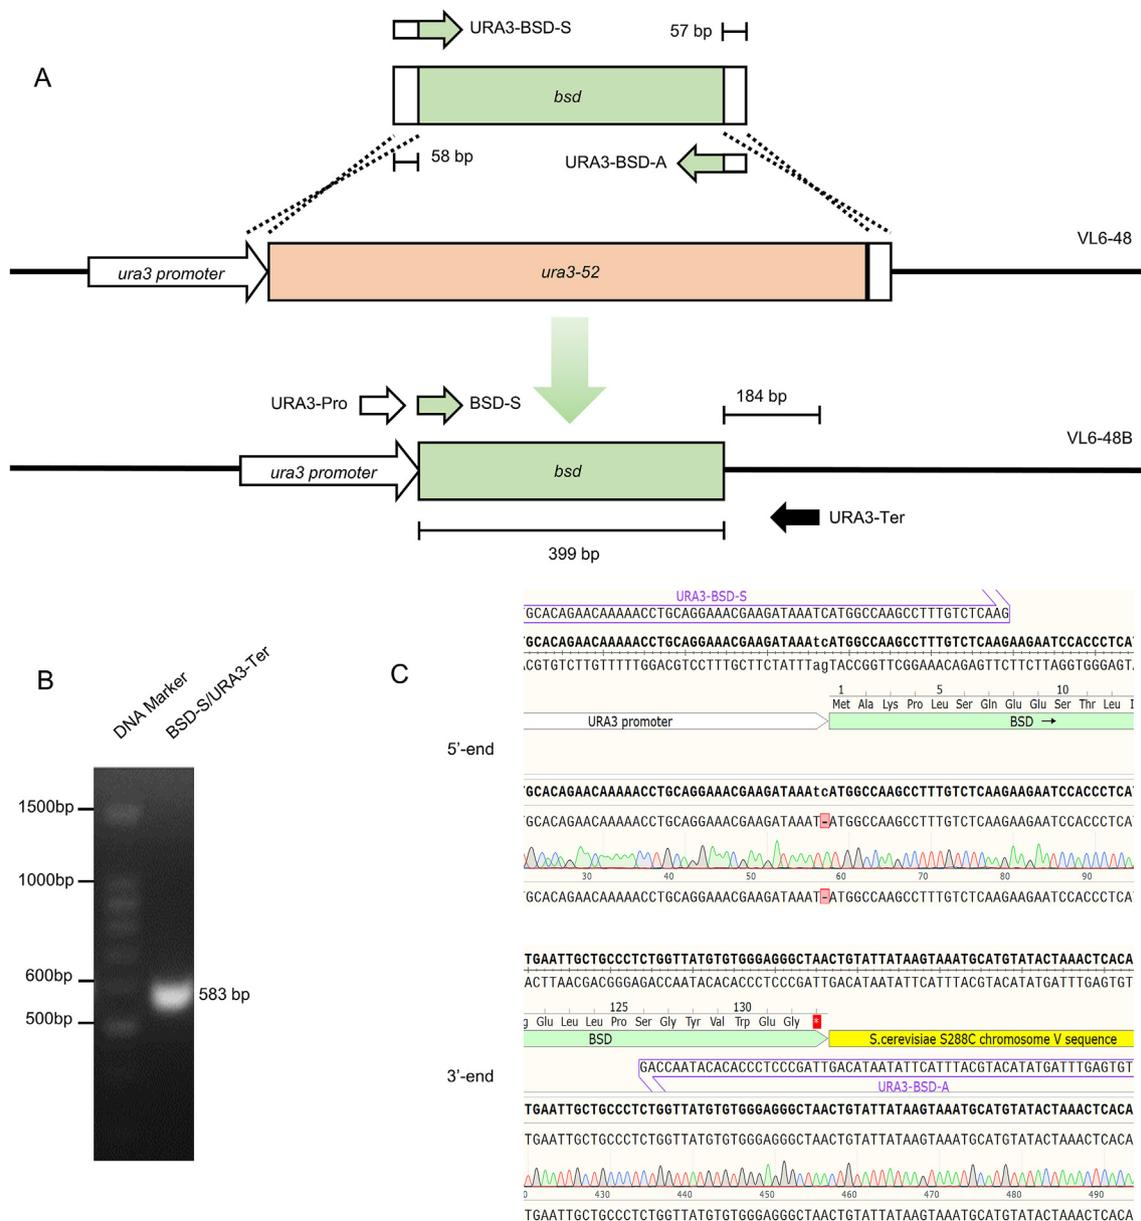 URA3-BSD-S
57 bp
A
bsd
58 bp
URA3-BSD-A
VL6-48
ura3 promoter
ura3-52
URA3-Pro
BSD-S
184 bp
VL6-48B
ura3 promoter
bsd
URA3-Ter
399 bp
B
DNA Marker
BSD-S/URA3-Ter
1500bp
1000bp
600bp
500bp
583 bp
C
URA3-BSD-S
GCACAGAACAAAAACCTGCAGGAAACGAAGATAAATCATGGCCAAGCCTTTGTCTCAAG
GCACAGAACAAAAACCTGCAGGAAACGAAGATAAAtcATGGCCAAGCCTTTGTCTCAAGAAGAATCCACCCTCA
CGTGTCTTGTTTTTGGACGTCCTTTGCTTCTATTTagTACCGGTTCGGAAACAGAGTTCTTCTTAGGTGGGAGT
1 5 10
Met Ala Lys Pro Leu Ser Gln Glu Glu Ser Thr Leu I
URA3 promoter
BSD →
5'-end
GCACAGAACAAAAACCTGCAGGAAACGAAGATAAAtcATGGCCAAGCCTTTGTCTCAAGAAGAATCCACCCTCA
GCACAGAACAAAAACCTGCAGGAAACGAAGATAAAT-ATGGCCAAGCCTTTGTCTCAAGAAGAATCCACCCTCA
30 40 50 60 70 80 90
GCACAGAACAAAAACCTGCAGGAAACGAAGATAAAT-ATGGCCAAGCCTTTGTCTCAAGAAGAATCCACCCTCA
TGAATTGCTGCCCTCTGGTTATGTGTGGGAGGGCTAACTGTATTATAAGTAAATGCATGTATACTAAACTCACA
ACTTAACGACGGGAGACCAATACACACCCTCCCGATTGACATAATATTCATTTACGTACATATGATTTGAGTGT
125 130
g Glu Leu Leu Pro Ser Gly Tyr Val Trp Glu Gly *
BSD
S.cerevisiae S288C chromosome V sequence
GACCAATACACACCCTCCCGATTGACATAATATTCATTTACGTACATATGATTTGAGTGT
3'-end
URA3-BSD-A
TGAATTGCTGCCCTCTGGTTATGTGTGGGAGGGCTAACTGTATTATAAGTAAATGCATGTATACTAAACTCACA
TGAATTGCTGCCCTCTGGTTATGTGTGGGAGGGCTAACTGTATTATAAGTAAATGCATGTATACTAAACTCACA
0 430 440 450 460 470 480 490
TGAATTGCTGCCCTCTGGTTATGTGTGGGAGGGCTAACTGTATTATAAGTAAATGCATGTATACTAAACTCACA